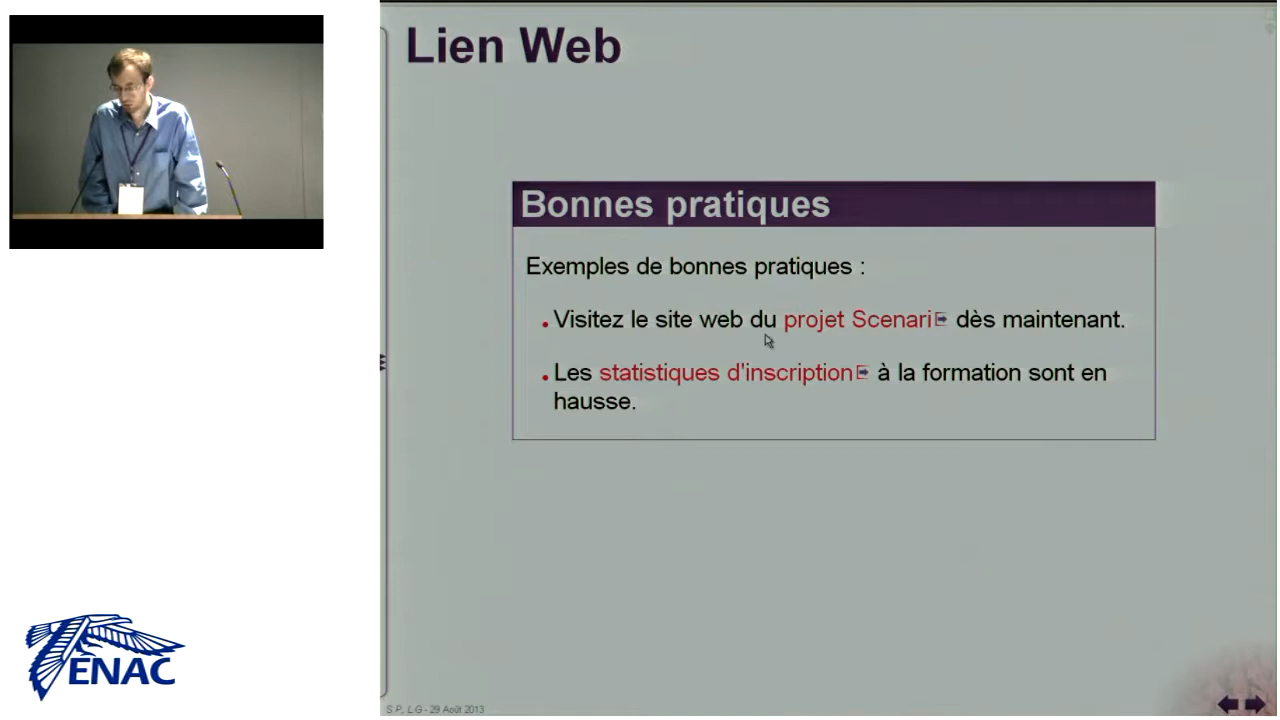 Lien Web
Bonnes pratiques
Exemples de bonnes pratiques :
Visitez le site web du projet Scenari dès maintenant.
Les statistiques d'inscription à la formation sont en
hausse.
ENAC
S.P., L.G - 29 Août 2013